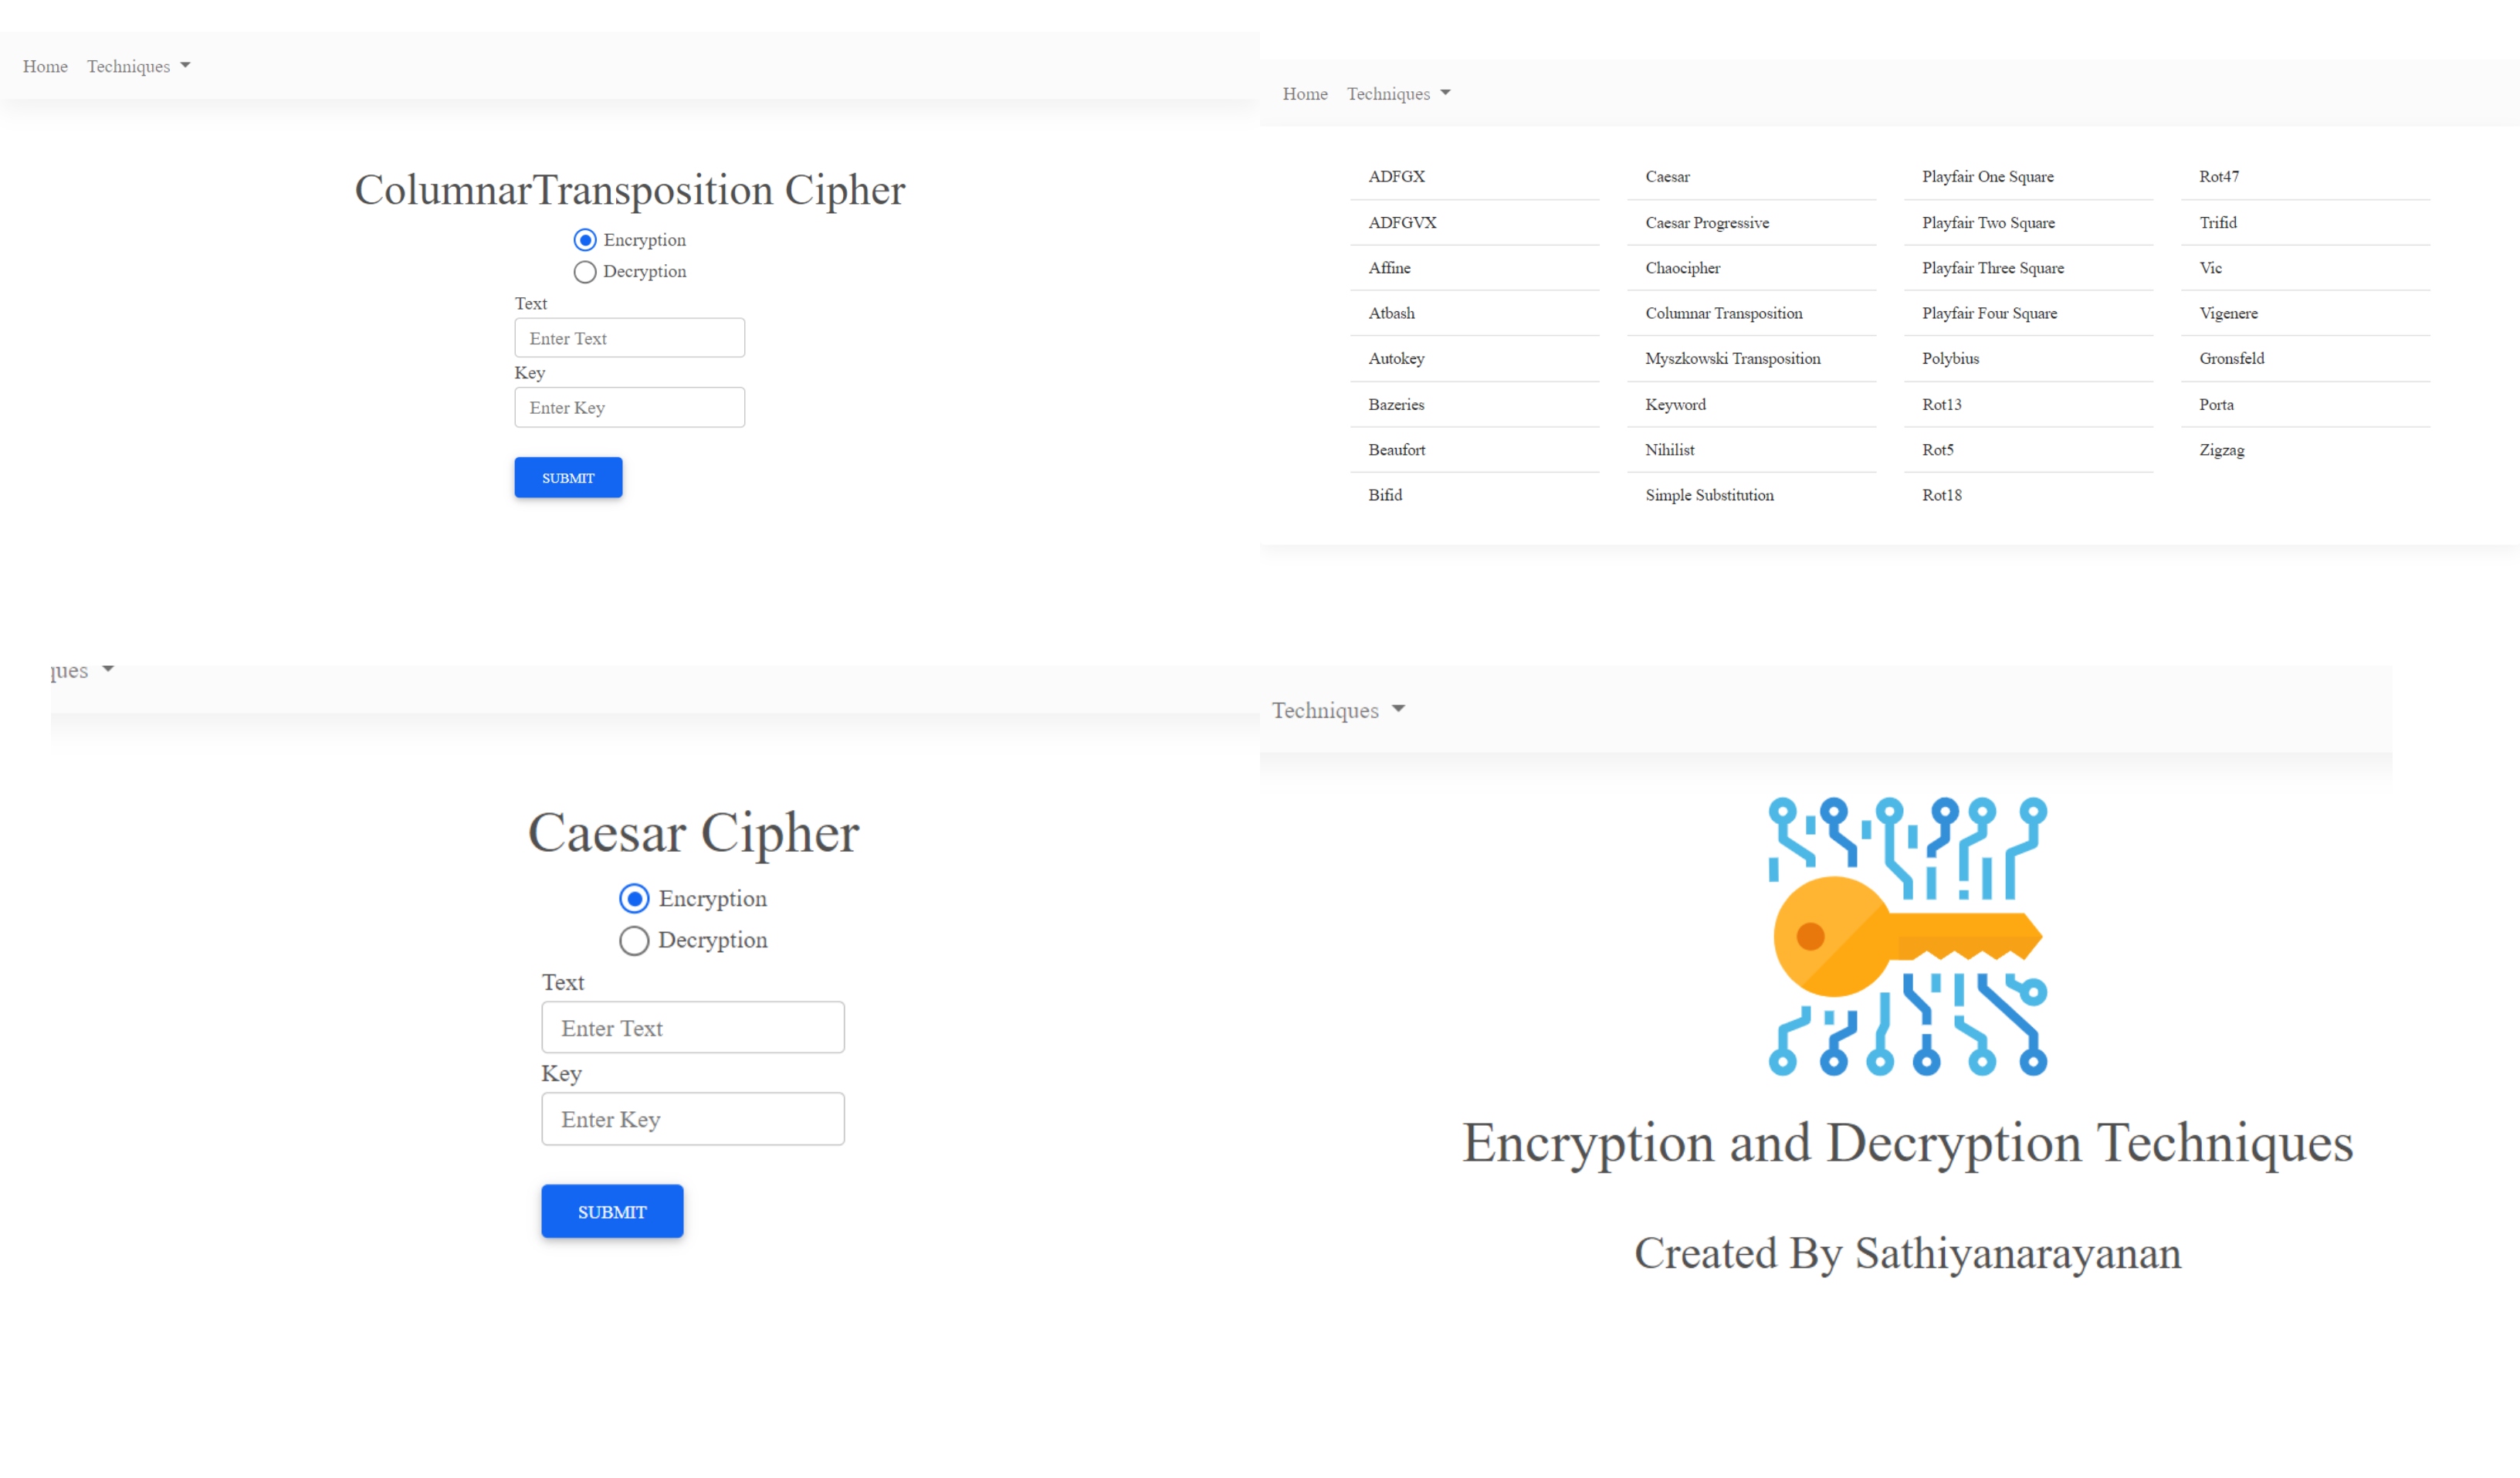 Home Techniques
ColumnarTransposition Cipher
Encryption
Decryption
Text
Enter Text
Key
Enter Key
SUBMIT
Home Techniques
ADFGX Caesar Playfair One Square Rot47
ADFGVX Caesar Progressive Playfair Two Square Trifid
Affine Chaocipher Playfair Three Square Vic
Atbash Columnar Transposition Playfair Four Square Vigenere
Autokey Myszkowski Transposition Polybius Gronsfeld
Bazeries Keyword Rot13 Porta
Beaufort Nihilist Rot5 Zigzag
Bifid Simple Substitution Rot18
ques
Caesar Cipher
Encryption
Decryption
Text
Enter Text
Key
Enter Key
SUBMIT
Techniques
Encryption and Decryption Techniques
Created By Sathiyanarayanan